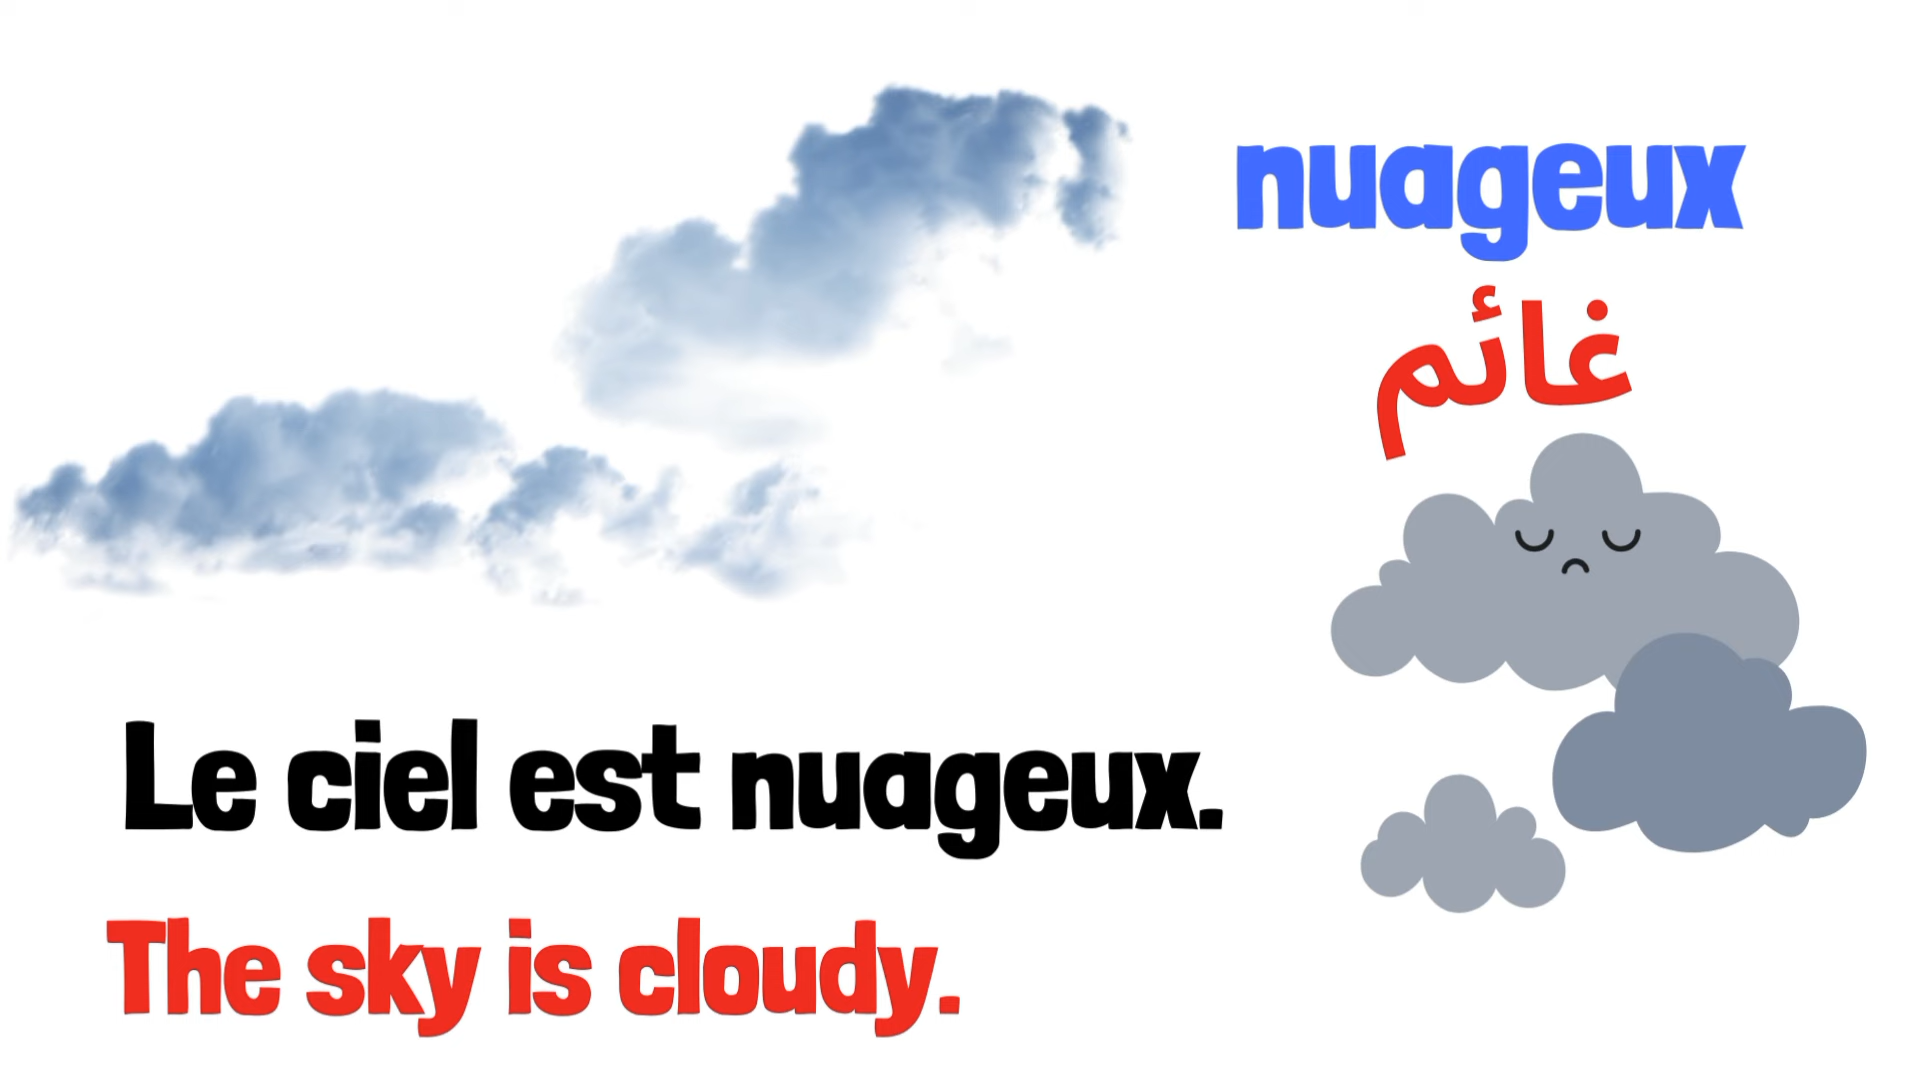 nuageux
غائم
Le ciel est nuageux.
The sky is cloudy.